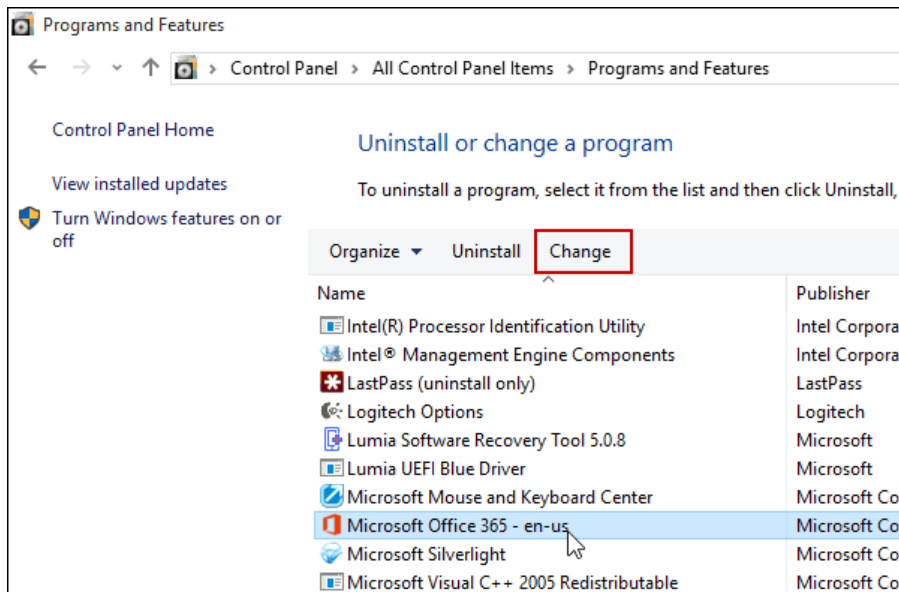 Programs and Features
Control Panel > All Control Panel Items > Programs and Features
Control Panel Home
View installed updates
Turn Windows features on or
off
Uninstall or change a program
To uninstall a program, select it from the list and then click Uninstall,
Organize Uninstall Change
Name Publisher
Intel(R) Processor Identification Utility Intel Corpora
Intel® Management Engine Components Intel Corpora
LastPass (uninstall only) LastPass
Logitech Options Logitech
Lumia Software Recovery Tool 5.0.8 Microsoft
Lumia UEFI Blue Driver Microsoft
Microsoft Mouse and Keyboard Center Microsoft Co
Microsoft Office 365 - en-us Microsoft Co
Microsoft Silverlight Microsoft Co
Microsoft Visual C++ 2005 Redistributable Microsoft Co